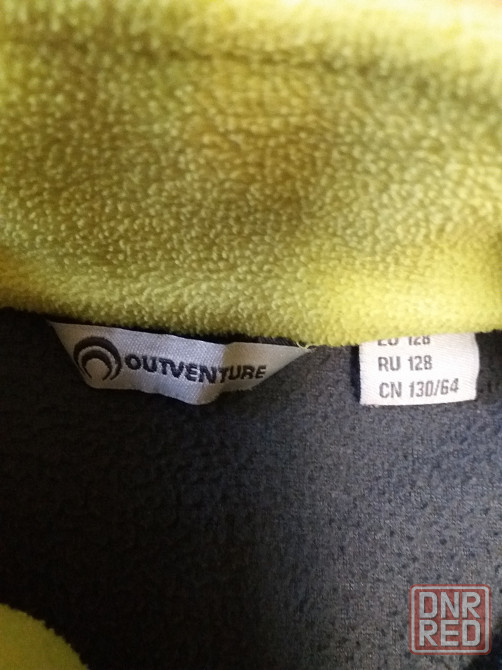 OUTVENTURE
EU 128
RU 128
CN 130/64
DNR
RED